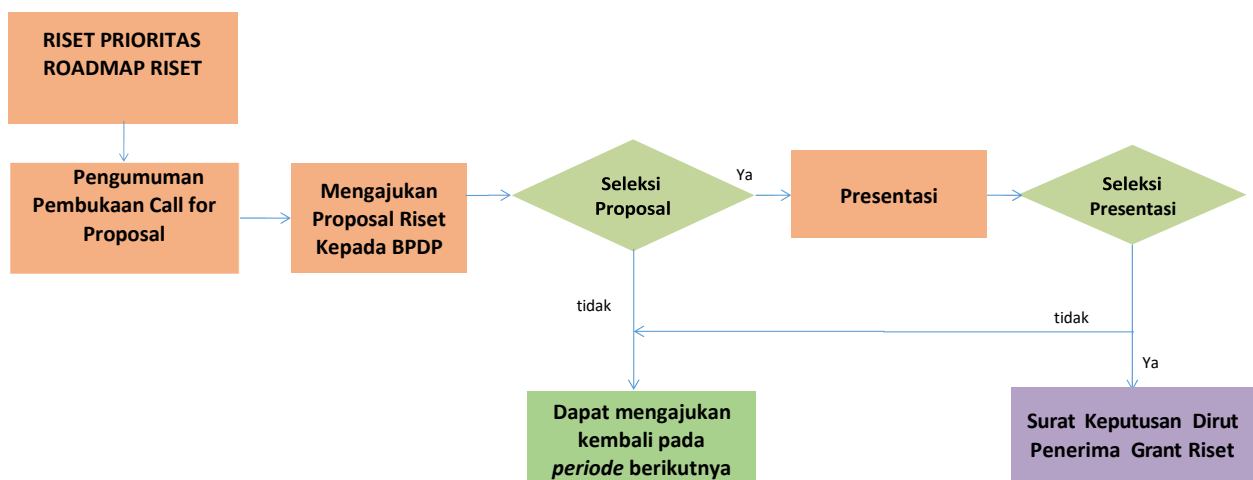 RISET PRIORITAS
ROADMAP RISET
Pengumuman
Pembukaan Call for
Proposal
Mengajukan
Proposal Riset
Kepada BPDP
Seleksi
Proposal
Ya
Presentasi
Seleksi
Presentasi
tidak
tidak
Ya
Dapat mengajukan
kembali pada
periode berikutnya
Surat Keputusan Dirut
Penerima Grant Riset